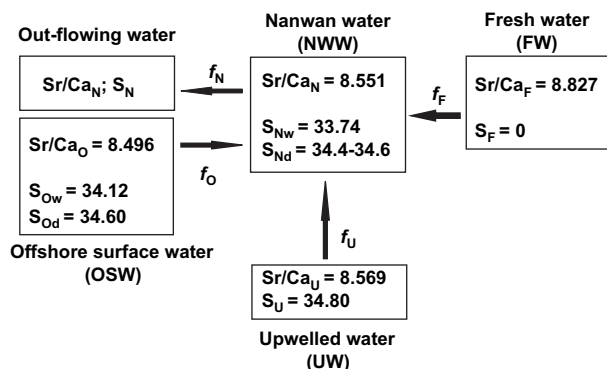 Out-flowing water
Sr/Ca_N; S_N
f_N
Nanwan water
(NWW)
Sr/Ca_N = 8.551
S_Nw = 33.74
S_Nd = 34.4-34.6
f_F
Fresh water
(FW)
Sr/Ca_F = 8.827
S_F = 0
Sr/Ca_O = 8.496
S_Ow = 34.12
S_Od = 34.60
f_O
Offshore surface water
(OSW)
f_U
Sr/Ca_U = 8.569
S_U = 34.80
Upwelled water
(UW)